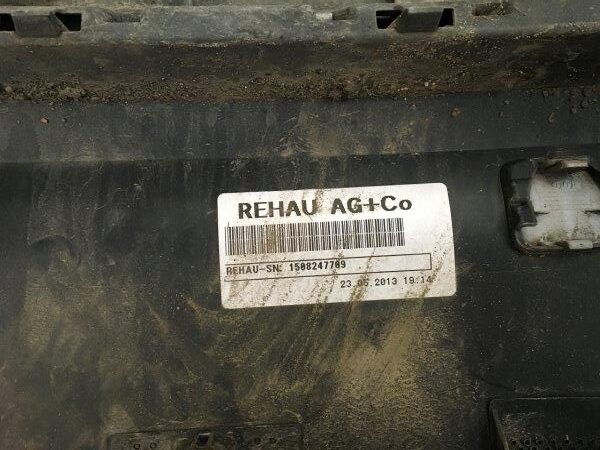 REHAU AG+Co
REHAU-SN: 1508247709
23.05.2013 19:14